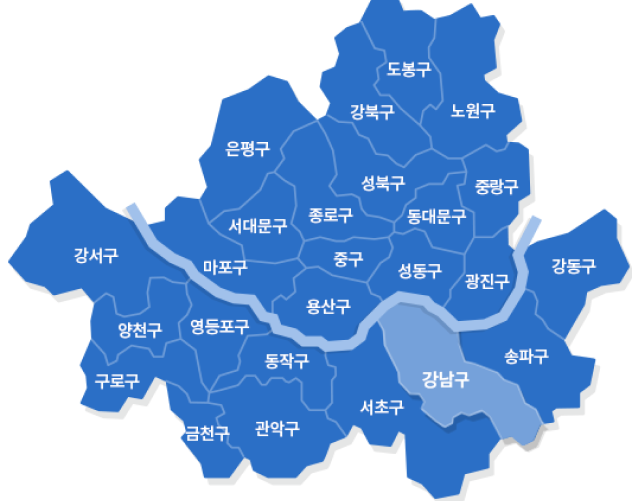 도봉구
강북구
노원구
은평구
성북구
중랑구
서대문구
종로구
동대문구
강서구
마포구
중구
성동구
광진구
강동구
용산구
양천구
영등포구
동작구
송파구
구로구
강남구
서초구
금천구
관악구